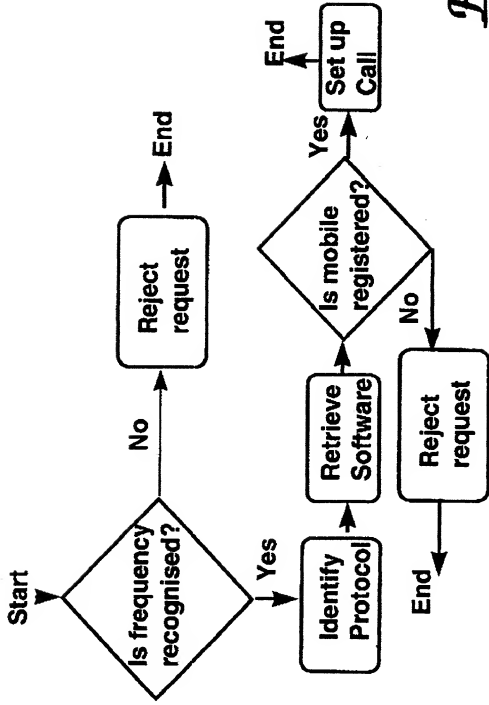 Start
Is frequency
recognised?
No
Reject
request
End
Yes
Identify
Protocol
Retrieve
Software
Is mobile
registered?
Yes
Set up
Call
End
No
Reject
request
End